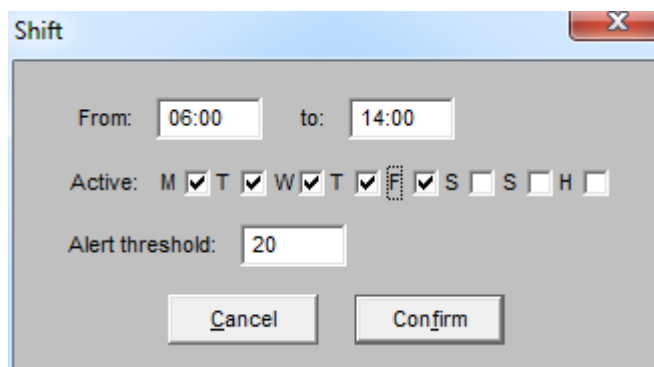 Shift
From: 06:00 to: 14:00
Active: M T W T F S S H
Alert threshold: 20
Cancel Confirm